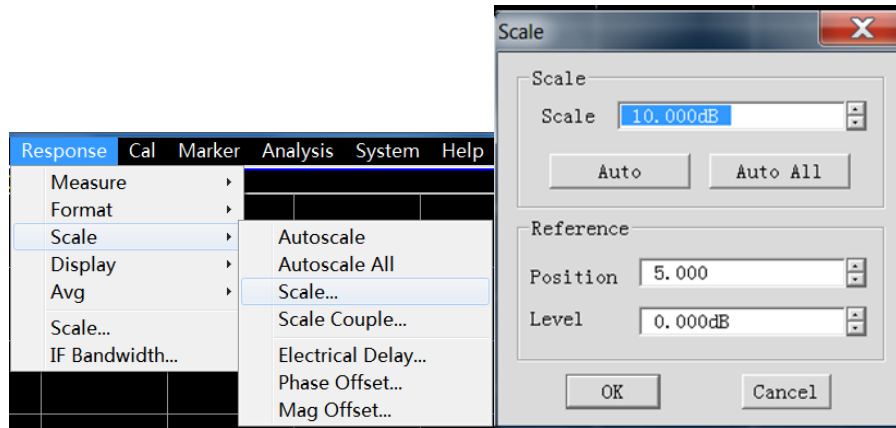 Response Cal Marker Analysis System Help
Measure
Format
Scale
Display
Avg
Scale...
IF Bandwidth...
Autoscale
Autoscale All
Scale...
Scale Couple...
Electrical Delay...
Phase Offset...
Mag Offset...
Scale
Scale
Scale 10.000dB
Auto Auto All
Reference
Position 5.000
Level 0.000dB
OK Cancel